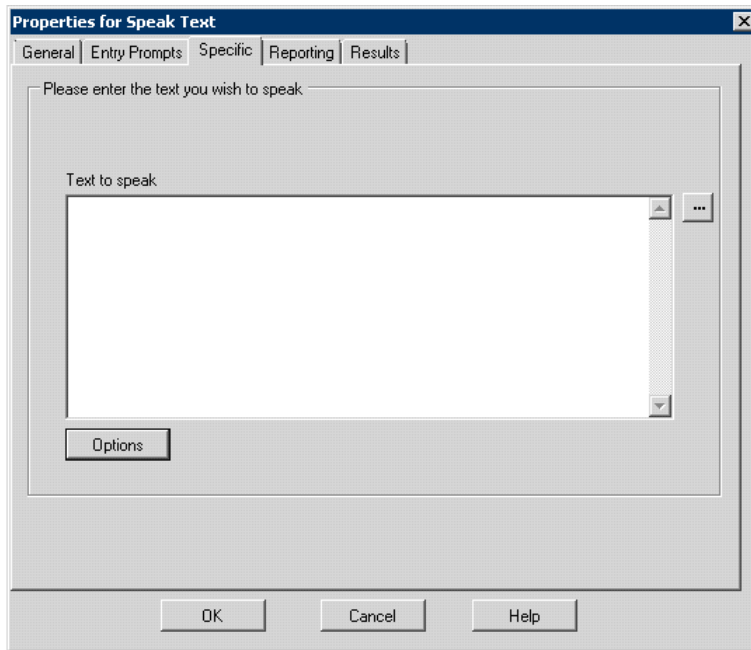 Properties for Speak Text
General Entry Prompts Specific Reporting Results
Please enter the text you wish to speak
Text to speak
...
Options
OK Cancel Help